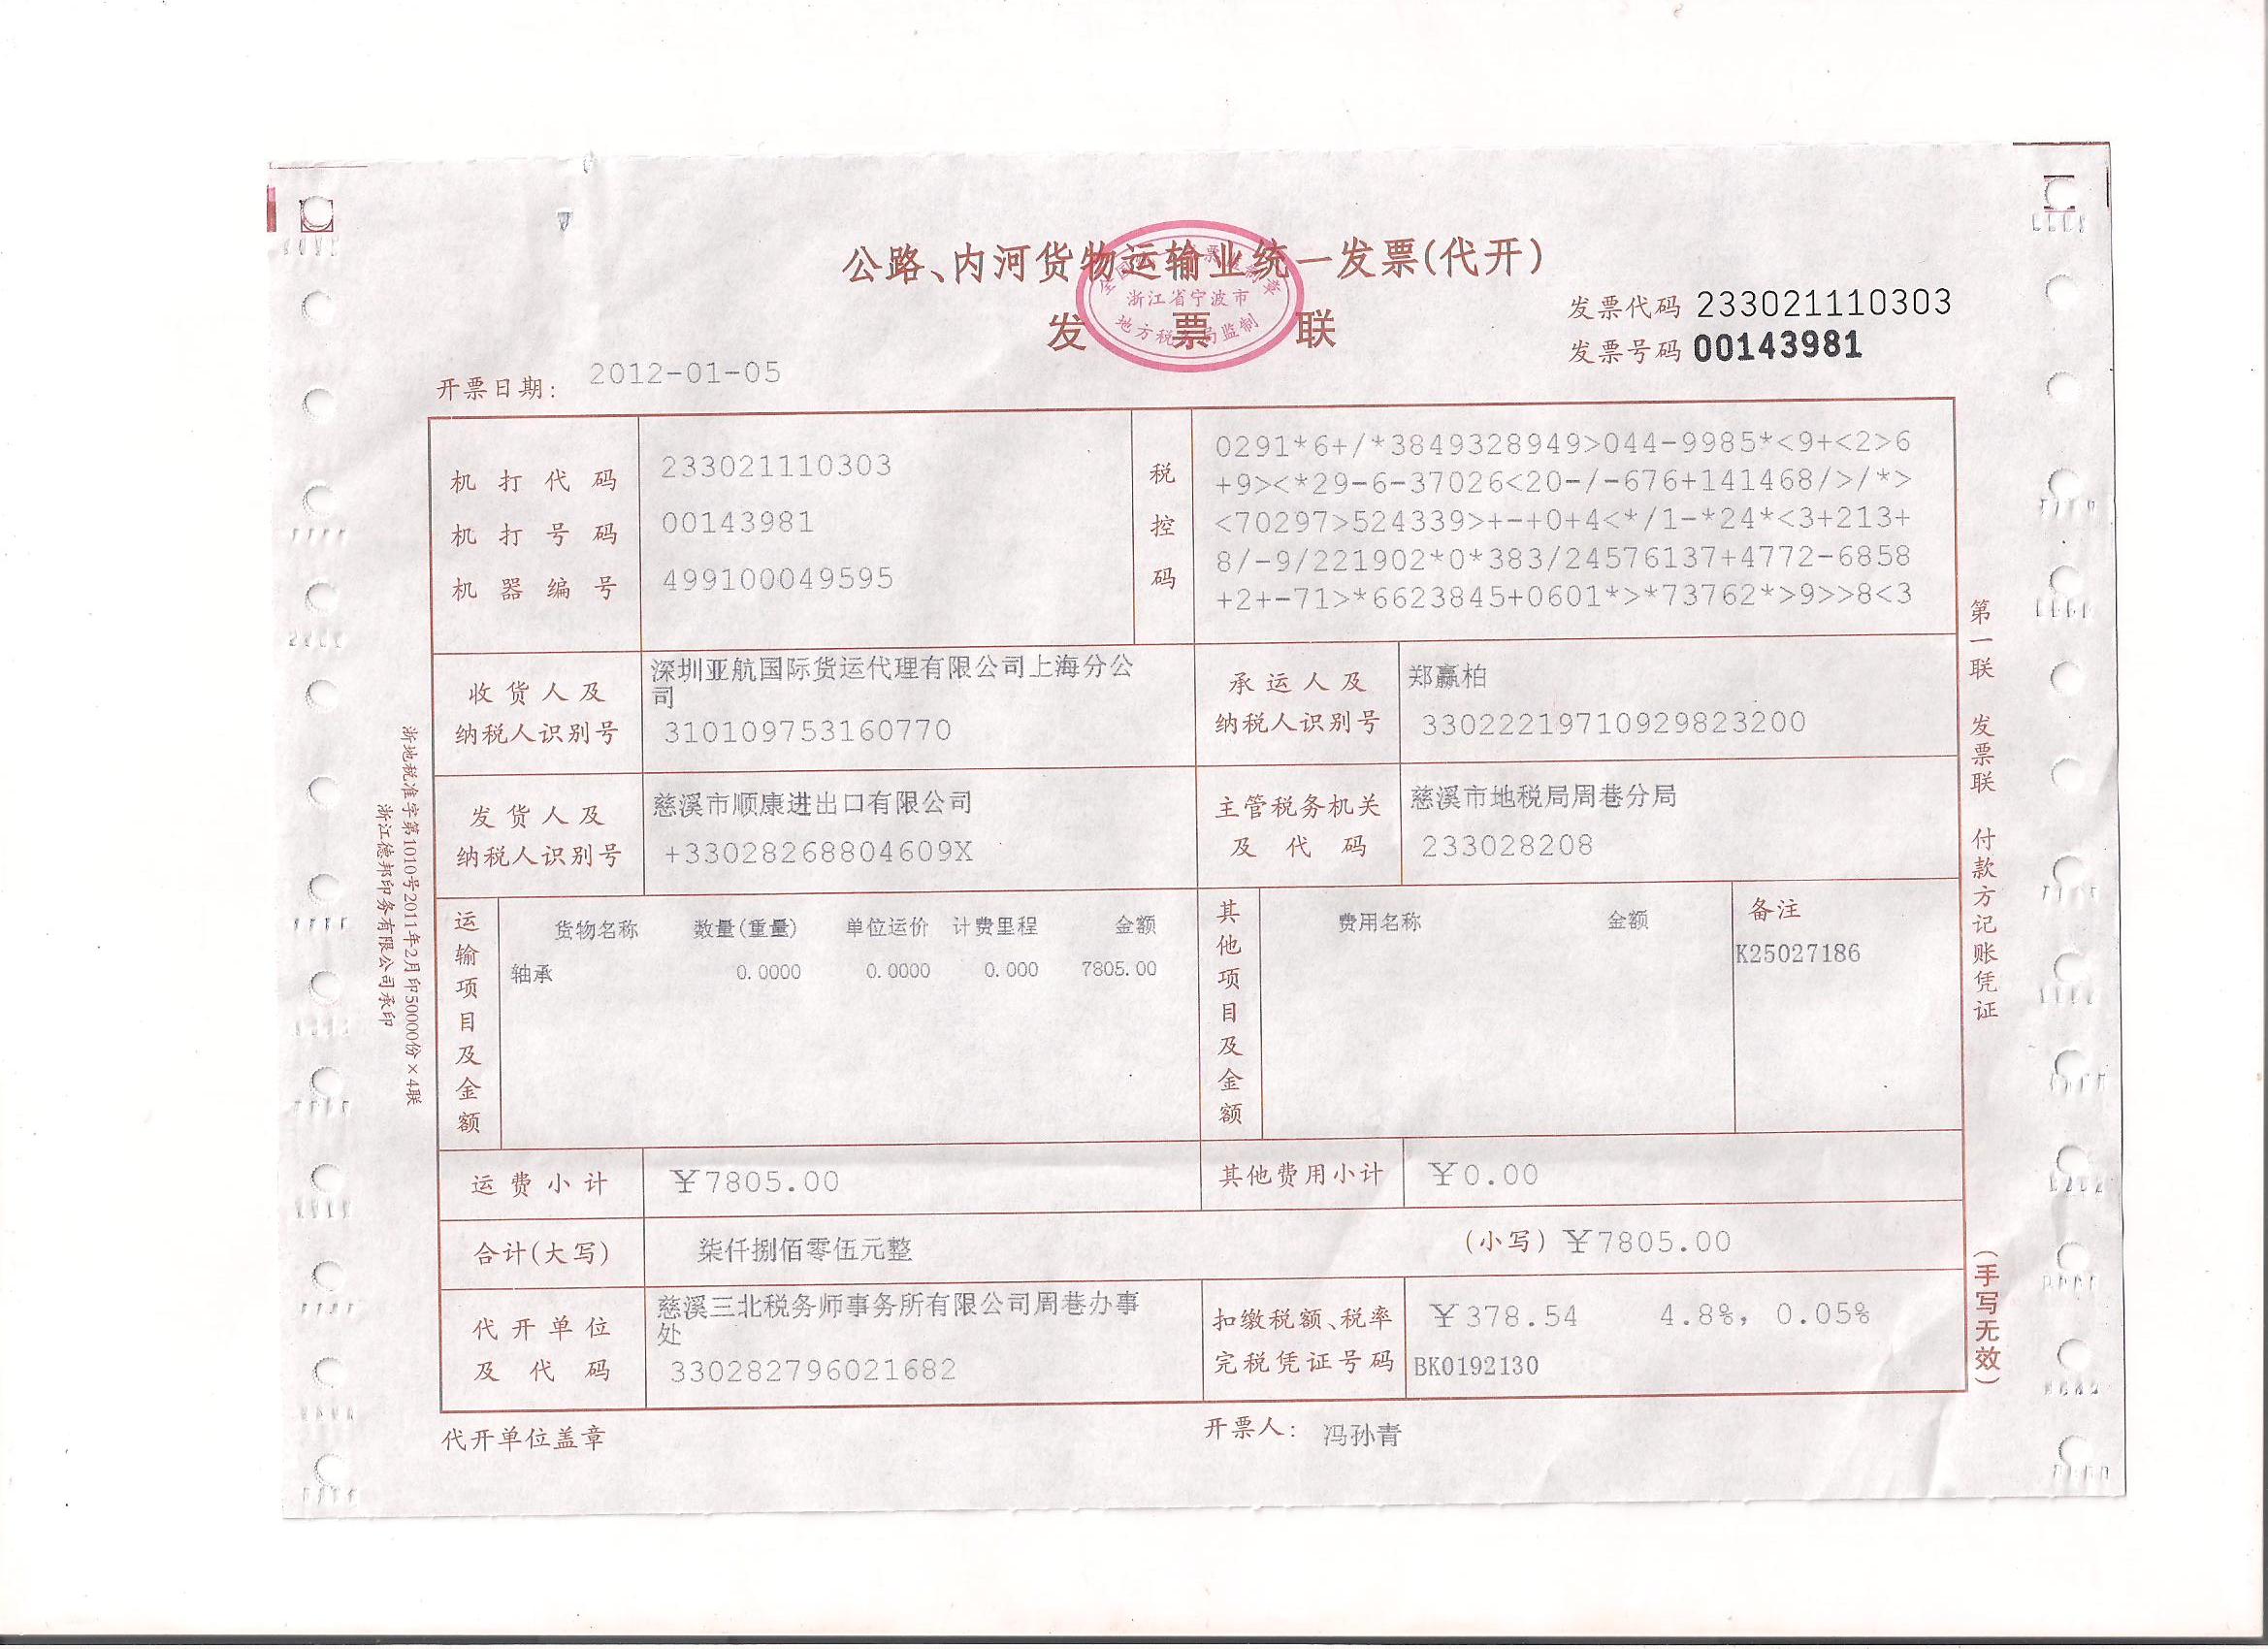 公路、内河货物运输业统一发票(代开)
浙江省宁波市
地方税务局监制
发票联
发票代码 233021110303
发票号码 00143981
开票日期: 2012-01-05
机打代码 233021110303
机打号码 00143981
机器编号 499100049595
税控码
0291*6+/*3849328949>044-9985*<9+<2>6
+9><*29-6-37026<20-/-676+141468/>/*>
<70297>524339>+-+0+4<*/1-*24*<3+213+
8/-9/221902*0*383/24576137+4772-6858
+2+-71>*6623845+0601*>*73762*>9>>8<3
收货人及
纳税人识别号
深圳亚航国际货运代理有限公司上海分公
司
310109753160770
承运人及
纳税人识别号
郑赢柏
33022219710929823200
发货人及
纳税人识别号
慈溪市顺康进出口有限公司
+33028268804609X
主管税务机关
及代码
慈溪市地税局周巷分局
233028208
运输项目及金额
货物名称 数量(重量) 单位运价 计费里程 金额
轴承 0.0000 0.0000 0.000 7805.00
其他项目及金额
费用名称 金额
备注
K25027186
运费小计 ¥7805.00
其他费用小计 ¥0.00
合计(大写) 柒仟捌佰零伍元整 (小写) ¥7805.00
代开单位
及代码
慈溪三北税务师事务所有限公司周巷办事
处
330282796021682
扣缴税额、税率 ¥378.54 4.8%, 0.05%
完税凭证号码 BK0192130
代开单位盖章
开票人: 冯孙青
第一联 发票联 付款方记账凭证
(手写无效)
浙地税准字第1010号2011年2月印50000份×4联
浙江德邦印务有限公司承印